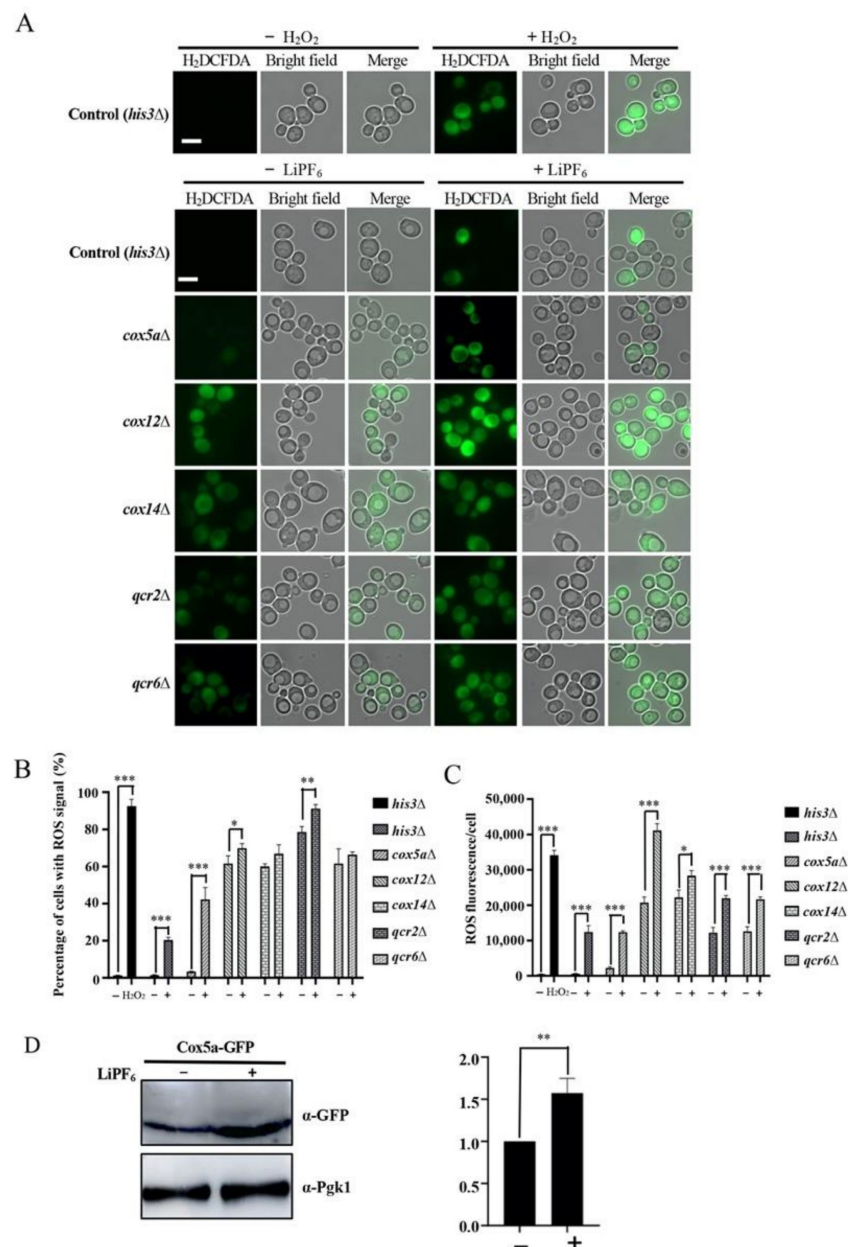 A
− H₂O₂ + H₂O₂
H₂DCFDA Bright field Merge H₂DCFDA Bright field Merge
Control (his3Δ)
− LiPF₆ + LiPF₆
H₂DCFDA Bright field Merge H₂DCFDA Bright field Merge
Control (his3Δ)
cox5aΔ
cox12Δ
cox14Δ
qcr2Δ
qcr6Δ
B
Percentage of cells with ROS signal (%)
100
80
60
40
20
0
*** *** *** * **
− H₂O₂ − + − + − + − + − + − +
his3Δ
his3Δ
cox5aΔ
cox12Δ
cox14Δ
qcr2Δ
qcr6Δ
C
ROS fluorescence/cell
50,000
40,000
30,000
20,000
10,000
0
*** *** *** *** * *** ***
− H₂O₂ − + − + − + − + − + − +
his3Δ
his3Δ
cox5aΔ
cox12Δ
cox14Δ
qcr2Δ
qcr6Δ
D
Cox5a-GFP
LiPF₆ − +
α-GFP
α-Pgk1
2.0
1.5
1.0
0.5
0.0
**
− +